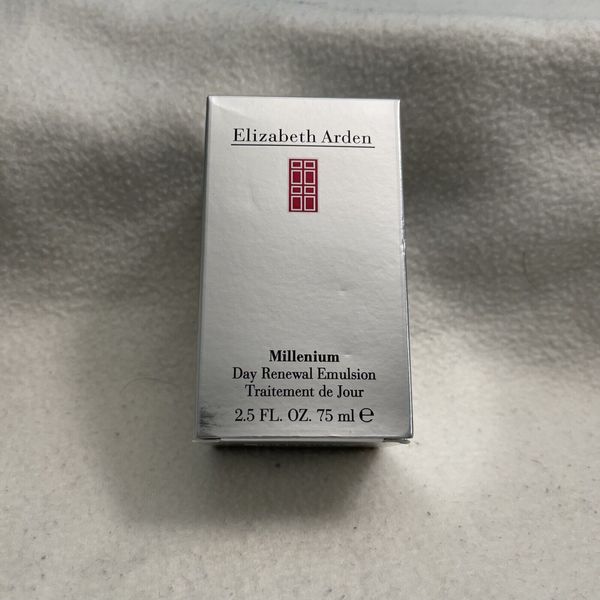 Elizabeth Arden
Millenium
Day Renewal Emulsion
Traitement de Jour
2.5 FL. OZ. 75 ml ℮